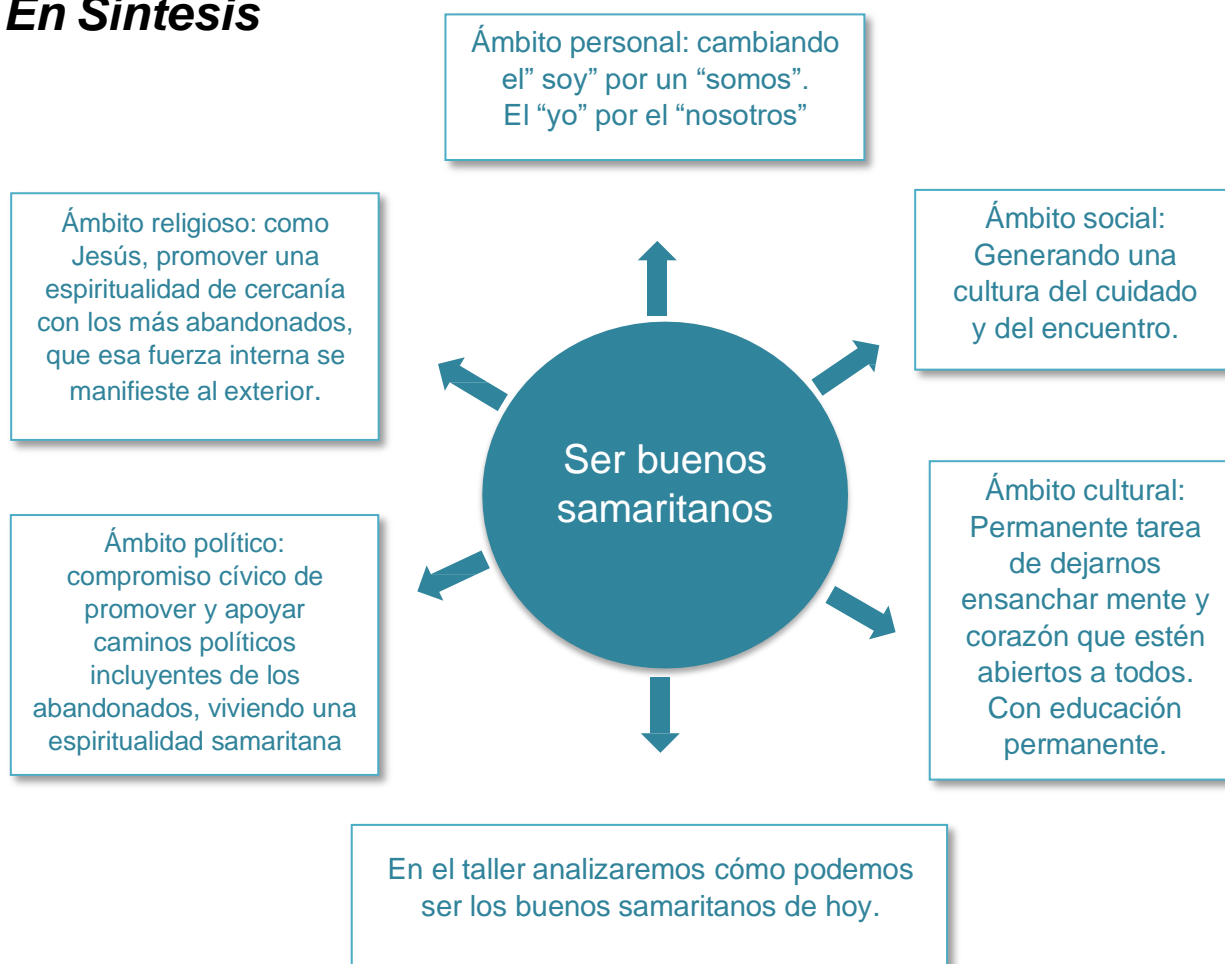 En Síntesis
Ámbito personal: cambiando
el” soy” por un “somos”.
El “yo” por el “nosotros”
Ámbito religioso: como
Jesús, promover una
espiritualidad de cercanía
con los más abandonados,
que esa fuerza interna se
manifieste al exterior.
Ámbito social:
Generando una
cultura del cuidado
y del encuentro.
Ser buenos
samaritanos
Ámbito político:
compromiso cívico de
promover y apoyar
caminos políticos
incluyentes de los
abandonados, viviendo una
espiritualidad samaritana
Ámbito cultural:
Permanente tarea
de dejarnos
ensanchar mente y
corazón que estén
abiertos a todos.
Con educación
permanente.
En el taller analizaremos cómo podemos
ser los buenos samaritanos de hoy.